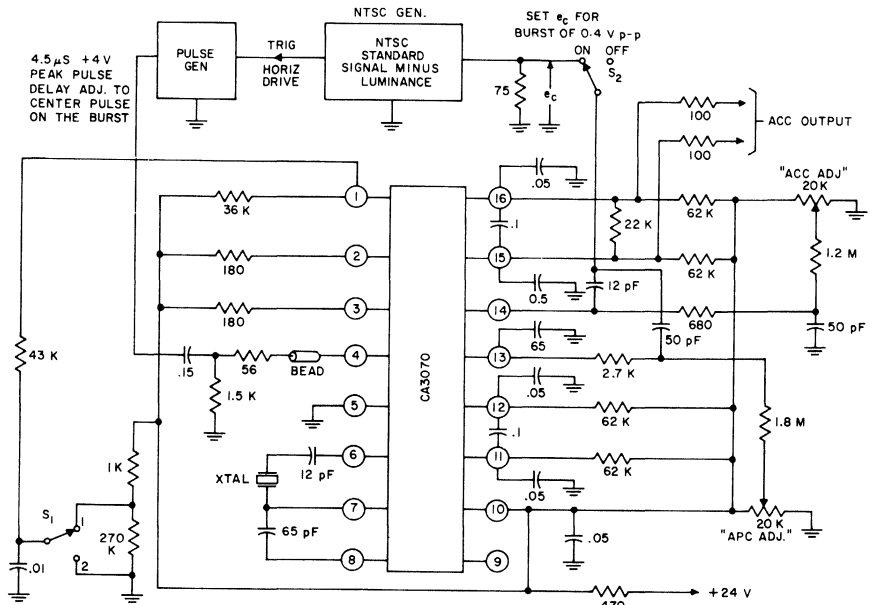 NTSC GEN.
SET e_c FOR
BURST OF 0.4 V p-p
ON OFF
S2
4.5 μS +4V
PEAK PULSE
DELAY ADJ. TO
CENTER PULSE
ON THE BURST
PULSE
GEN
TRIG
HORIZ
DRIVE
NTSC
STANDARD
SIGNAL MINUS
LUMINANCE
75
e_c
100
100
ACC OUTPUT
.05
"ACC ADJ"
20K
1
36 K
16
62 K
22 K
.1
1.2 M
2
180
15
62 K
0.5
12 pF
3
180
14
680
50 pF
50 pF
43 K
65
.15
56
BEAD
4
CA3070
13
2.7 K
1.5 K
.05
5
12
62 K
1.8 M
.1
1K
XTAL
12 pF
6
11
62 K
.05
S1
1
270
K
2
7
10
20 K
"APC ADJ."
.05
65 pF
.01
8
9
470
+24 V